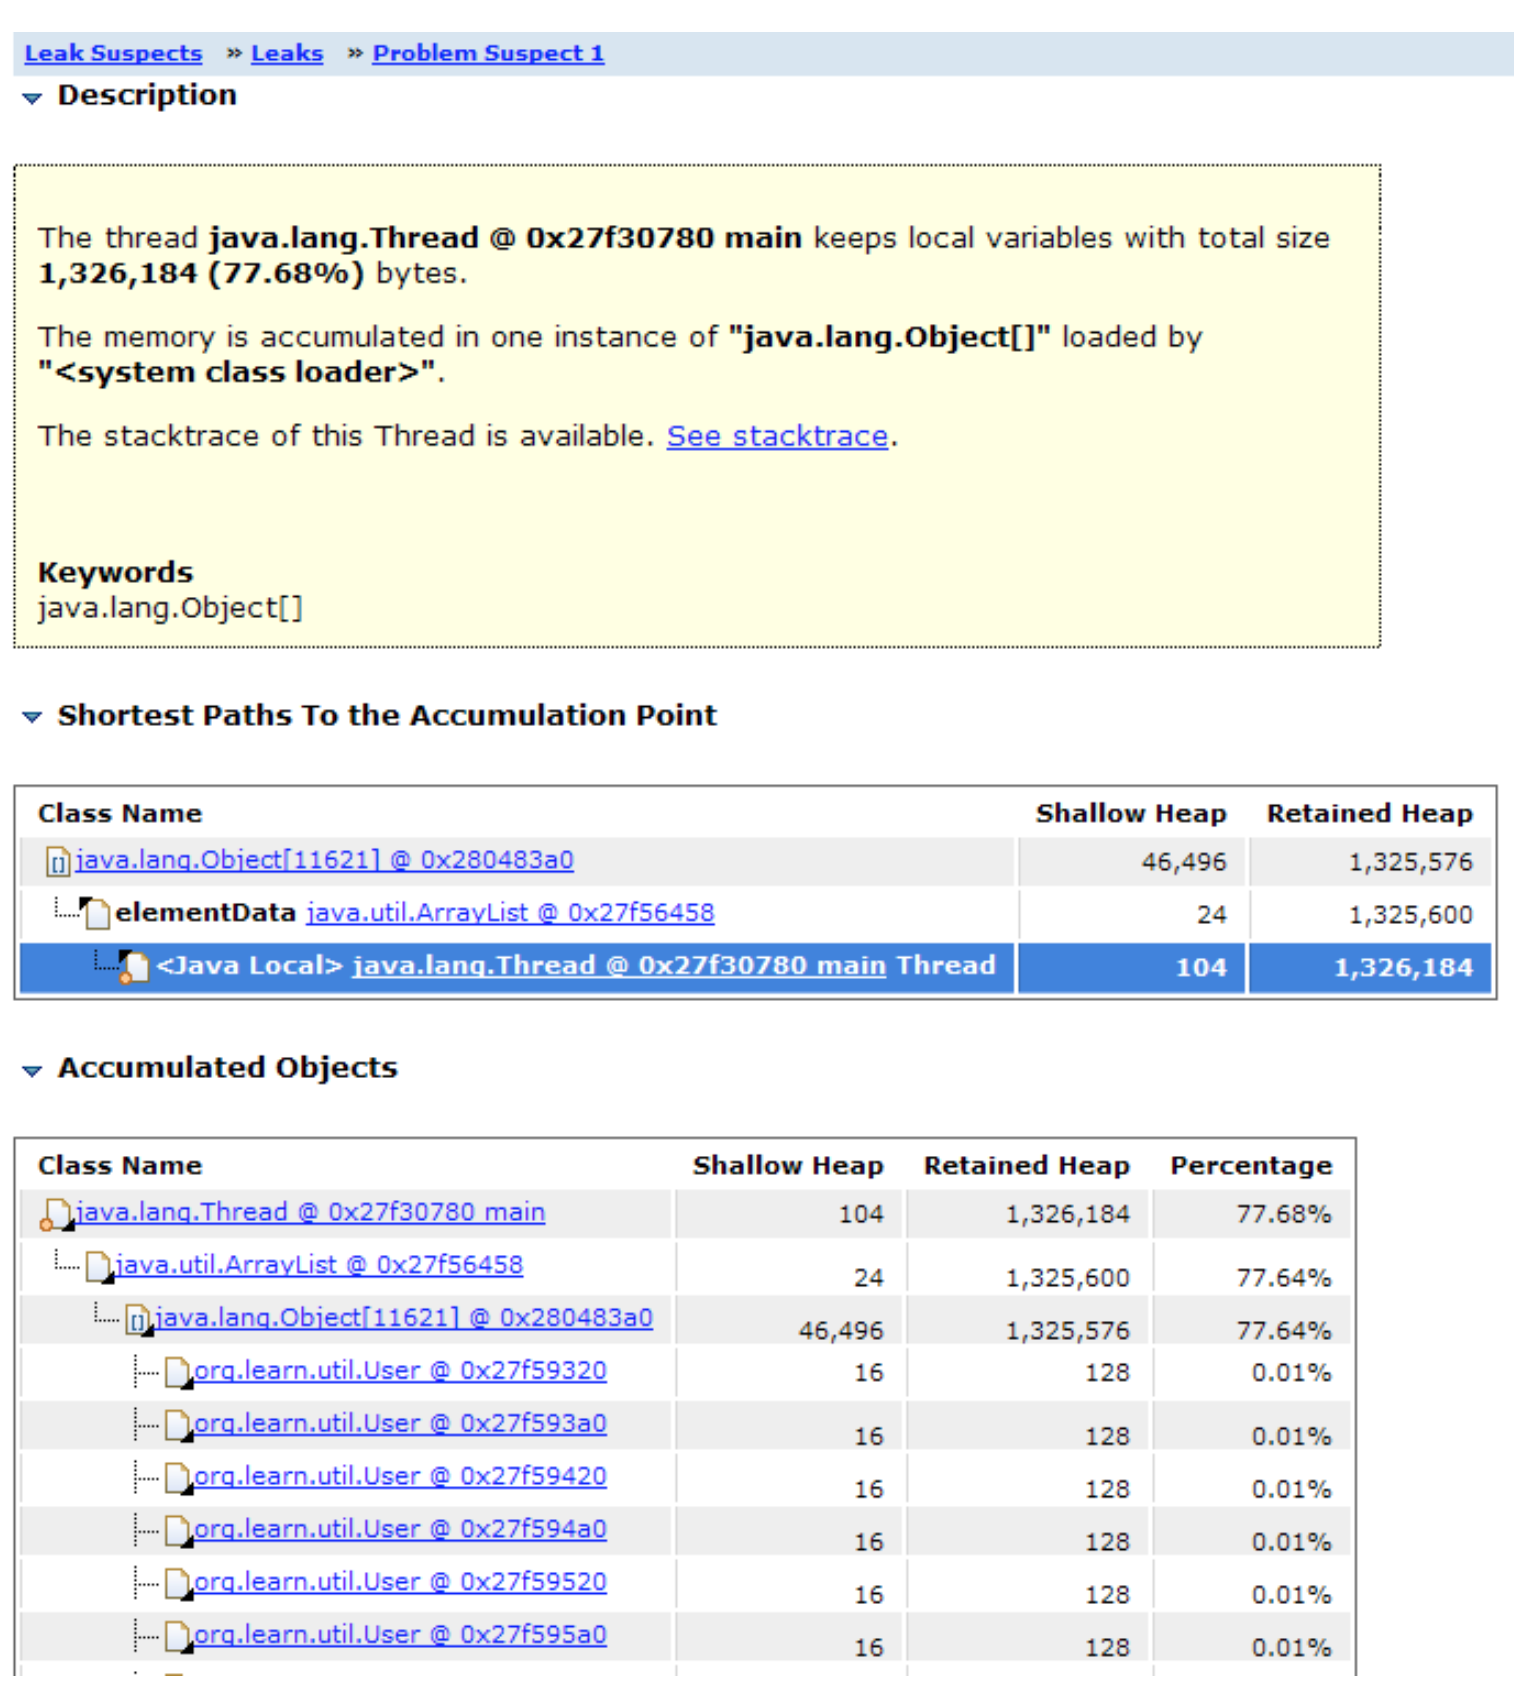 Leak Suspects » Leaks » Problem Suspect 1
Description
The thread java.lang.Thread @ 0x27f30780 main keeps local variables with total size
1,326,184 (77.68%) bytes.
The memory is accumulated in one instance of "java.lang.Object[]" loaded by
"<system class loader>".
The stacktrace of this Thread is available. See stacktrace.
Keywords
java.lang.Object[]
Shortest Paths To the Accumulation Point
Class Name Shallow Heap Retained Heap
java.lang.Object[11621] @ 0x280483a0 46,496 1,325,576
elementData java.util.ArrayList @ 0x27f56458 24 1,325,600
<Java Local> java.lang.Thread @ 0x27f30780 main Thread 104 1,326,184
Accumulated Objects
Class Name Shallow Heap Retained Heap Percentage
java.lang.Thread @ 0x27f30780 main 104 1,326,184 77.68%
java.util.ArrayList @ 0x27f56458 24 1,325,600 77.64%
java.lang.Object[11621] @ 0x280483a0 46,496 1,325,576 77.64%
org.learn.util.User @ 0x27f59320 16 128 0.01%
org.learn.util.User @ 0x27f593a0 16 128 0.01%
org.learn.util.User @ 0x27f59420 16 128 0.01%
org.learn.util.User @ 0x27f594a0 16 128 0.01%
org.learn.util.User @ 0x27f59520 16 128 0.01%
org.learn.util.User @ 0x27f595a0 16 128 0.01%